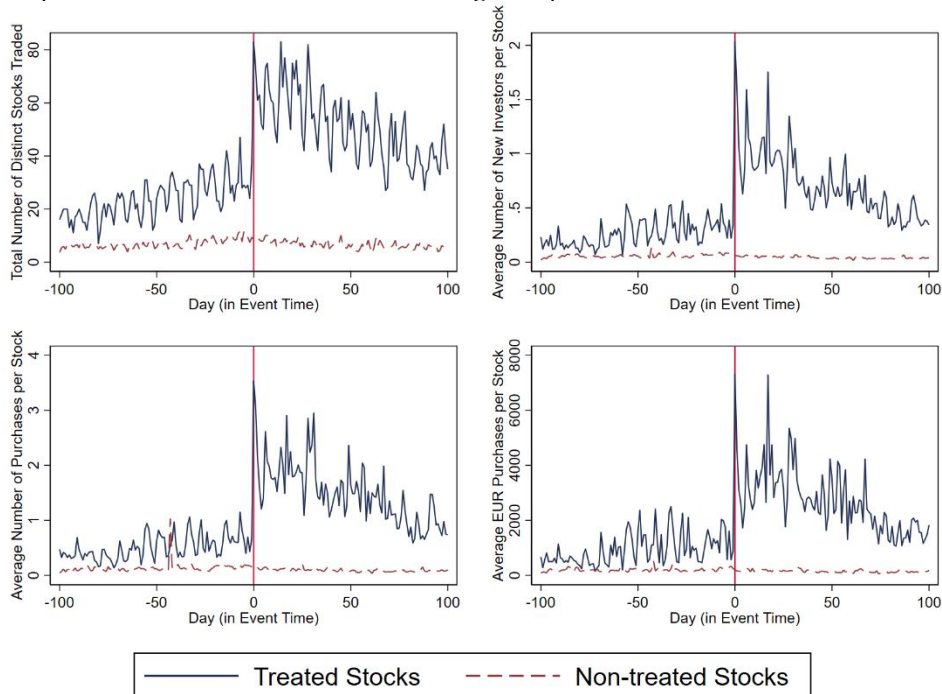 Total Number of Distinct Stocks Traded
80
60
40
20
0
-100 -50 0 50 100
Day (in Event Time)
Average Number of New Investors per Stock
2
1.5
1
.5
0
-100 -50 0 50 100
Day (in Event Time)
Average Number of Purchases per Stock
4
3
2
1
0
-100 -50 0 50 100
Day (in Event Time)
Average EUR Purchases per Stock
8000
6000
4000
2000
0
-100 -50 0 50 100
Day (in Event Time)
Treated Stocks Non-treated Stocks